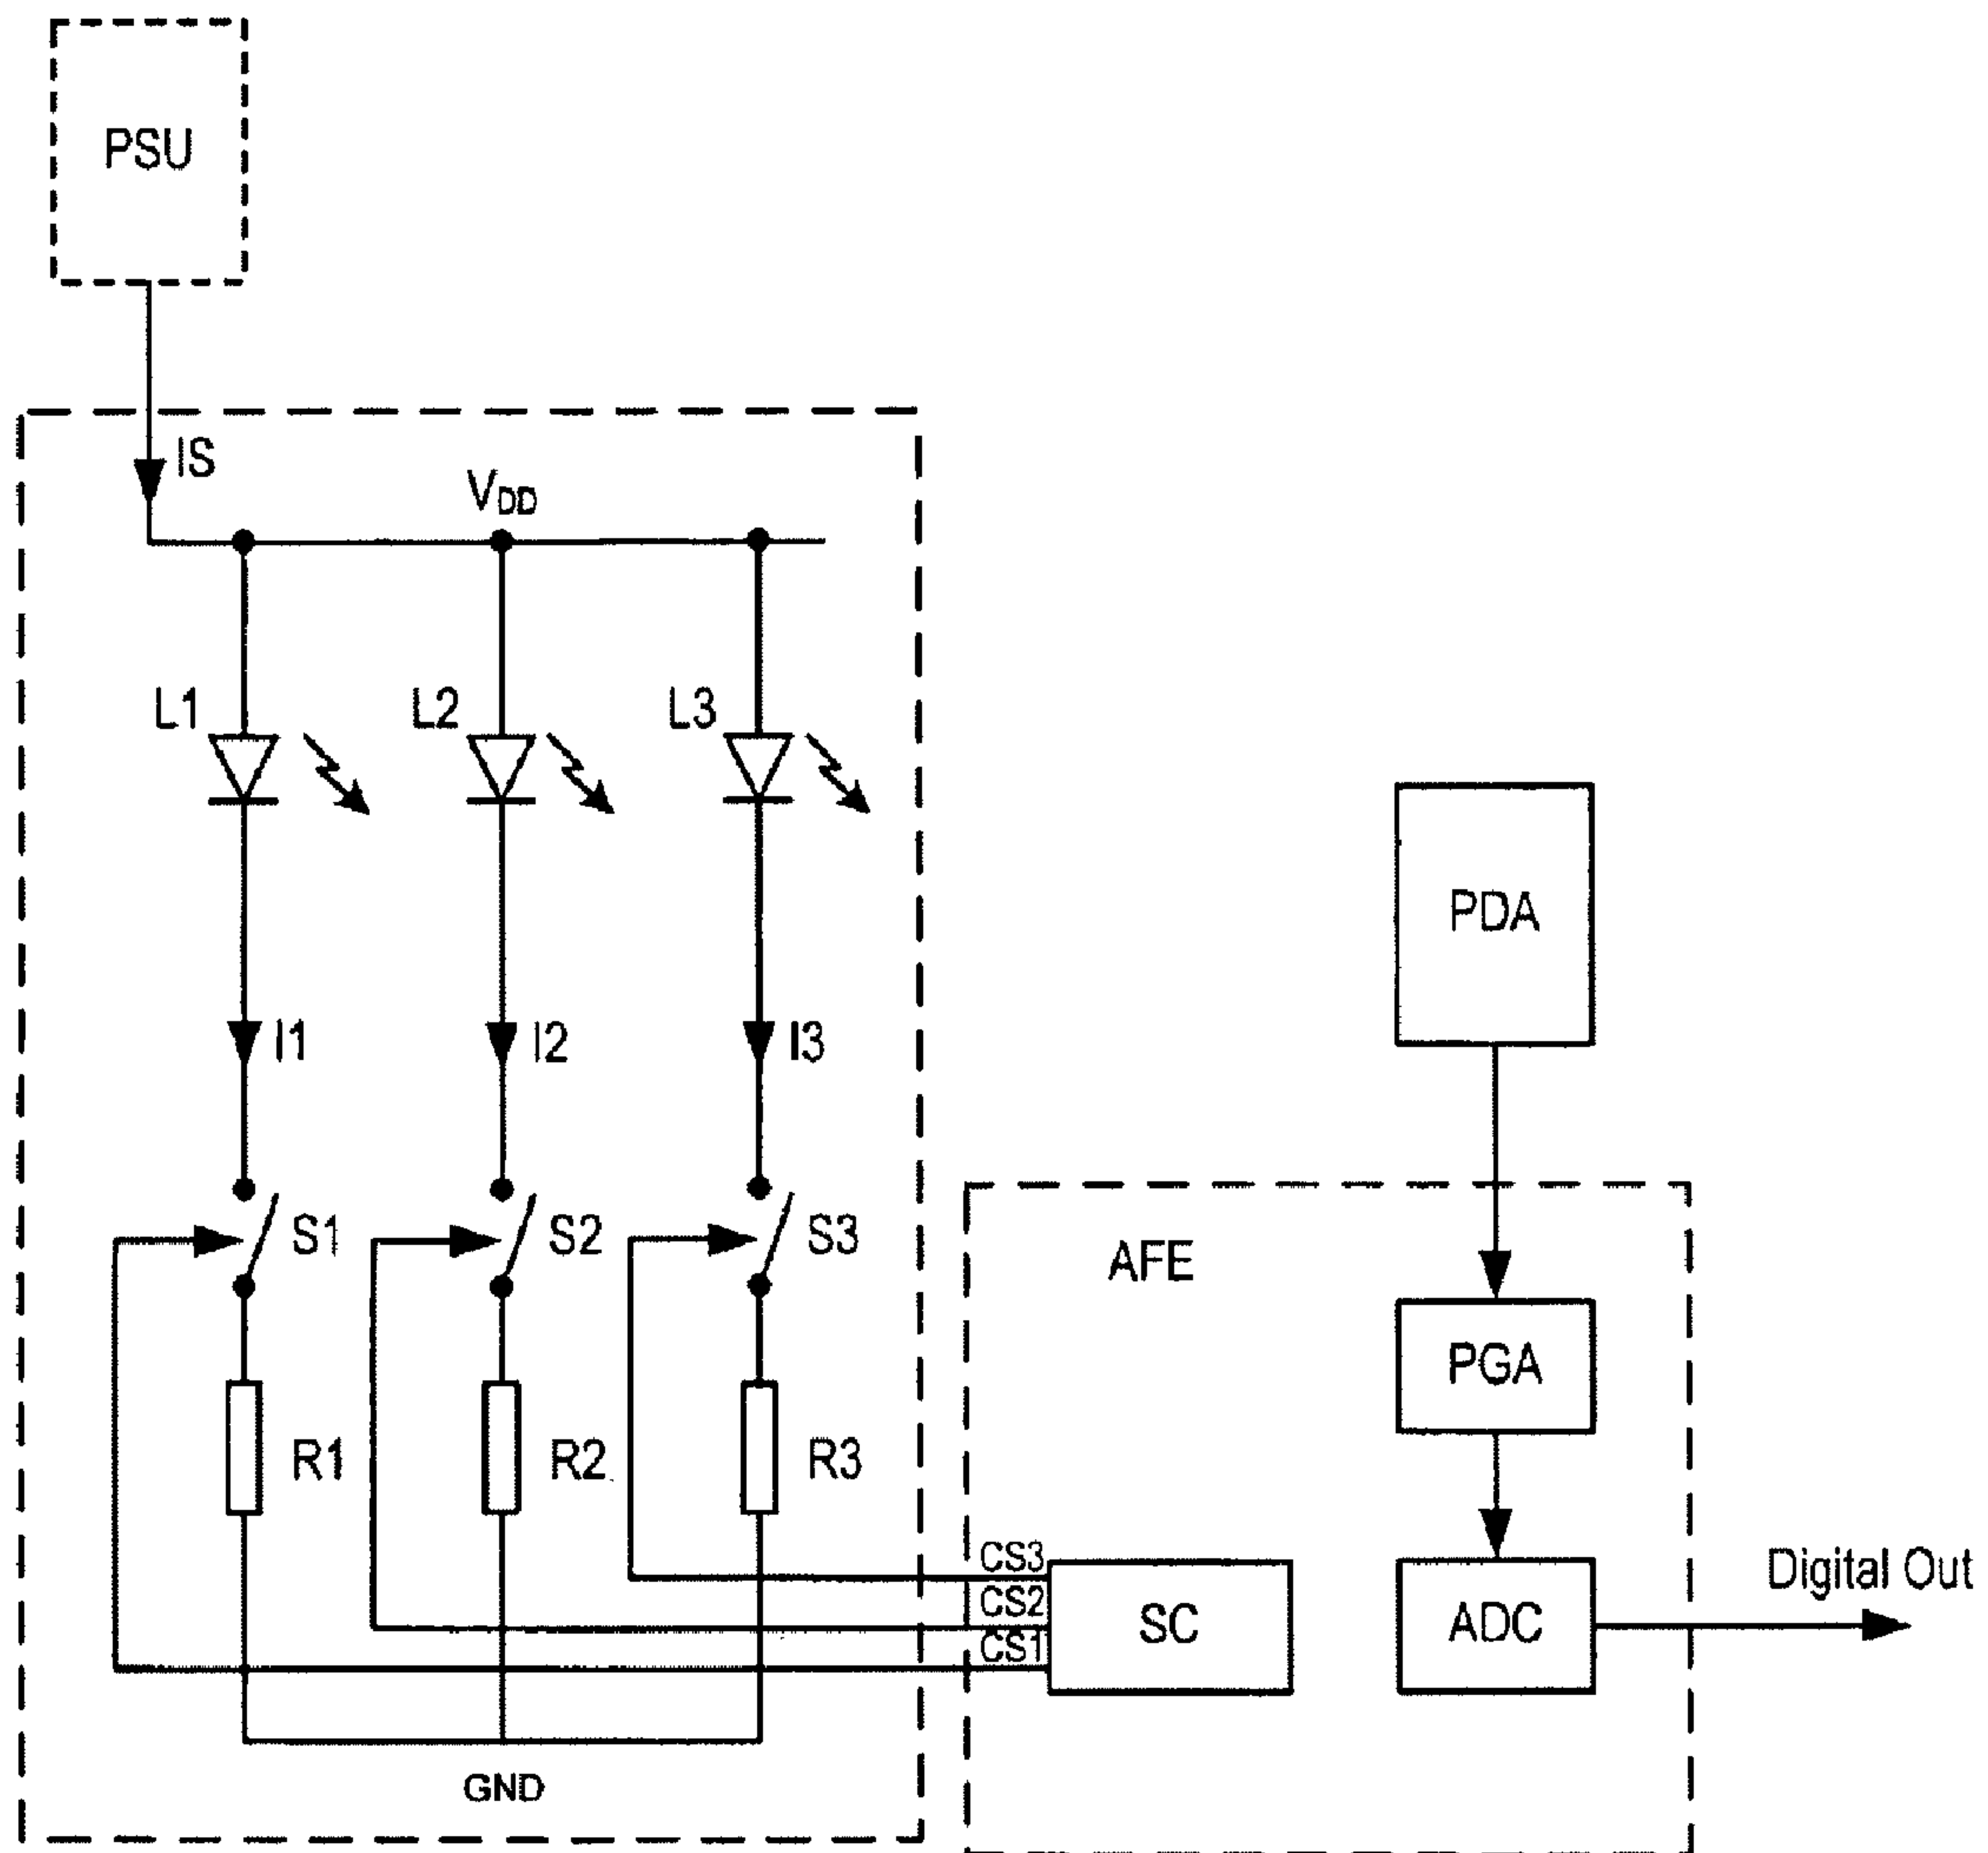 PSU
IS
VDD
L1
L2
L3
PDA
I1
I2
I3
S1
S2
S3
AFE
PGA
R1
R2
R3
CS3
CS2
CS1
SC
ADC
Digital Out
GND